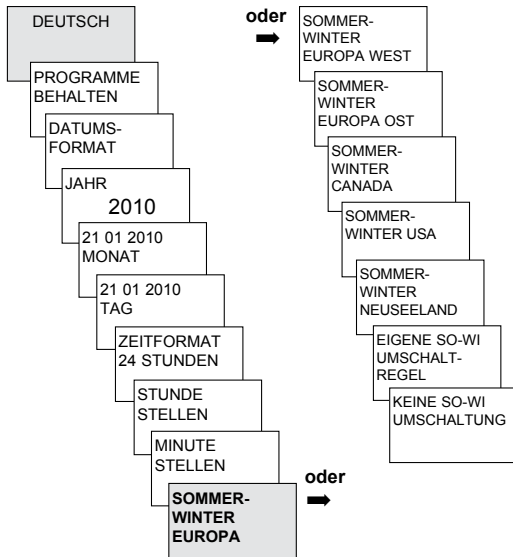 DEUTSCH
PROGRAMME
BEHALTEN
DATUMS-
FORMAT
JAHR
2010
21 01 2010
MONAT
21 01 2010
TAG
ZEITFORMAT
24 STUNDEN
STUNDE
STELLEN
MINUTE
STELLEN
SOMMER-
WINTER
EUROPA
oder
oder
SOMMER-
WINTER
EUROPA WEST
SOMMER-
WINTER
EUROPA OST
SOMMER-
WINTER
CANADA
SOMMER-
WINTER USA
SOMMER-
WINTER
NEUSEELAND
EIGENE SO-WI
UMSCHALT-
REGEL
KEINE SO-WI
UMSCHALTUNG